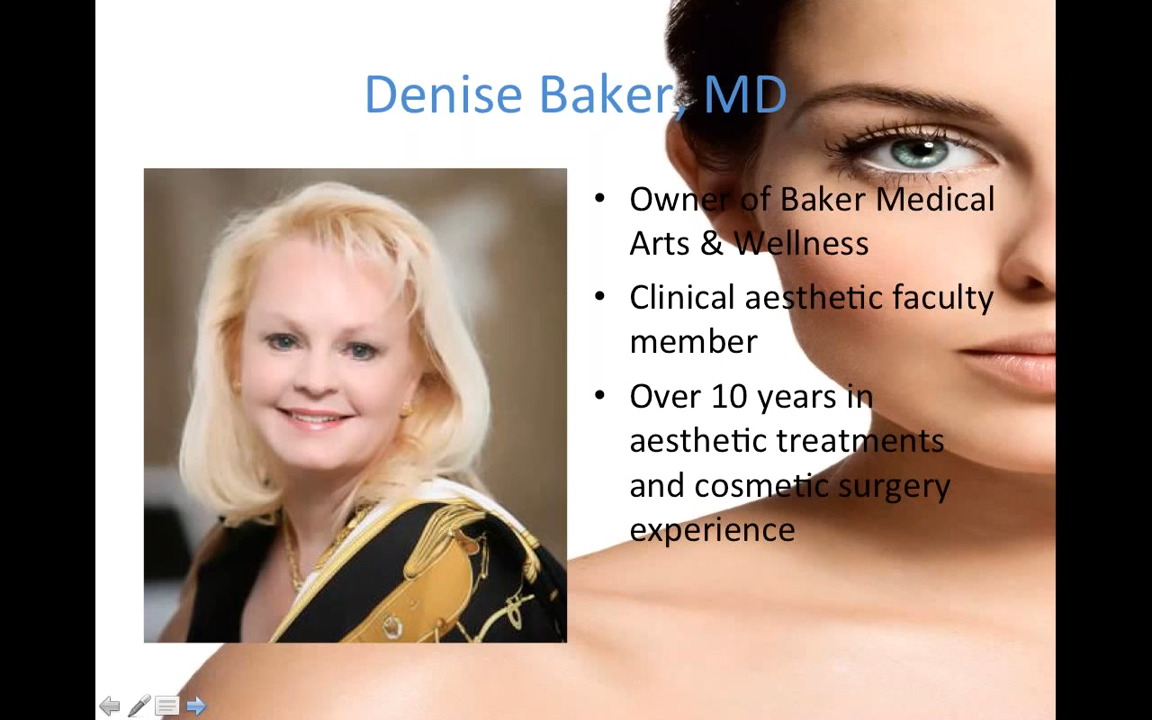 Denise Baker, MD
• Owner of Baker Medical
Arts & Wellness
• Clinical aesthetic faculty
member
• Over 10 years in
aesthetic treatments
and cosmetic surgery
experience